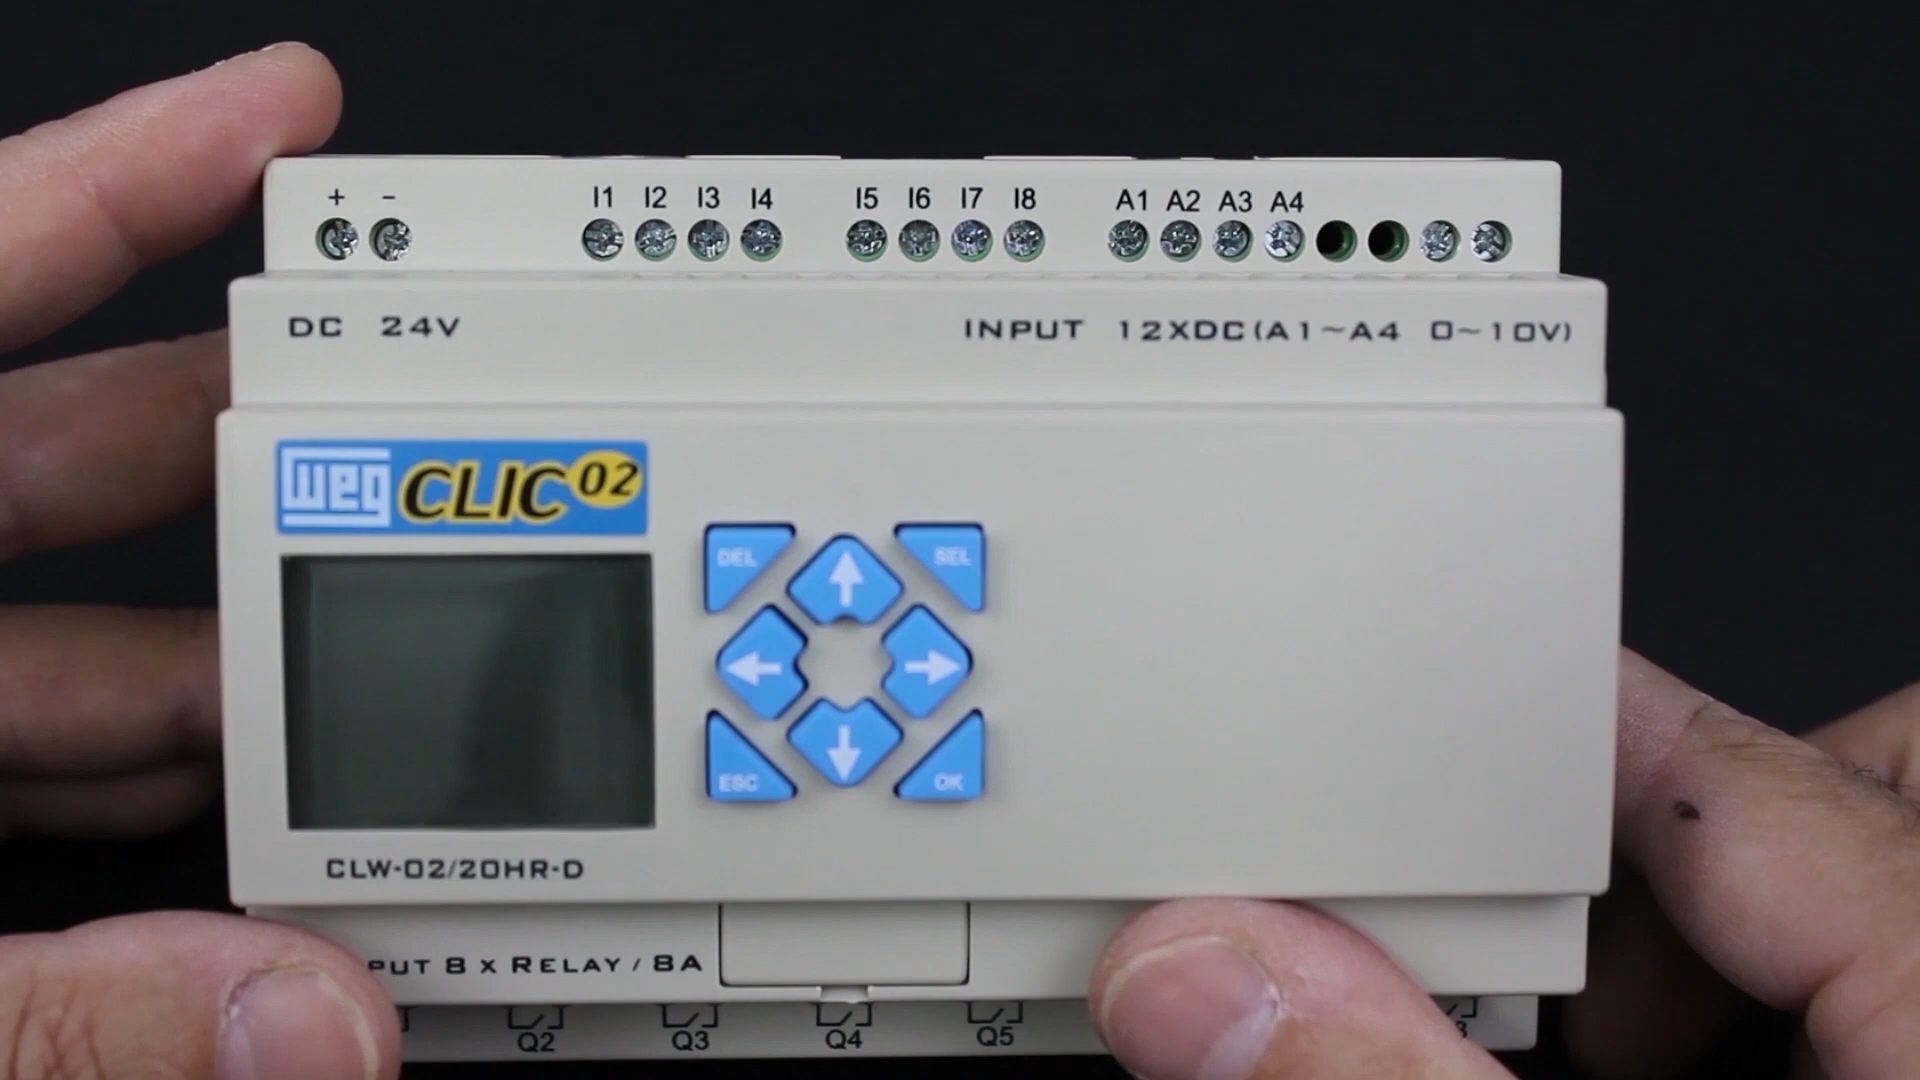 + -
I1 I2 I3 I4 I5 I6 I7 I8 A1 A2 A3 A4
DC 24V
INPUT 12XDC(A1~A4 0~10V)
weg CLIC 02
DEL SEL
ESC OK
CLW-02/20HR-D
PUT 8 x RELAY / 8A
Q2 Q3 Q4 Q5